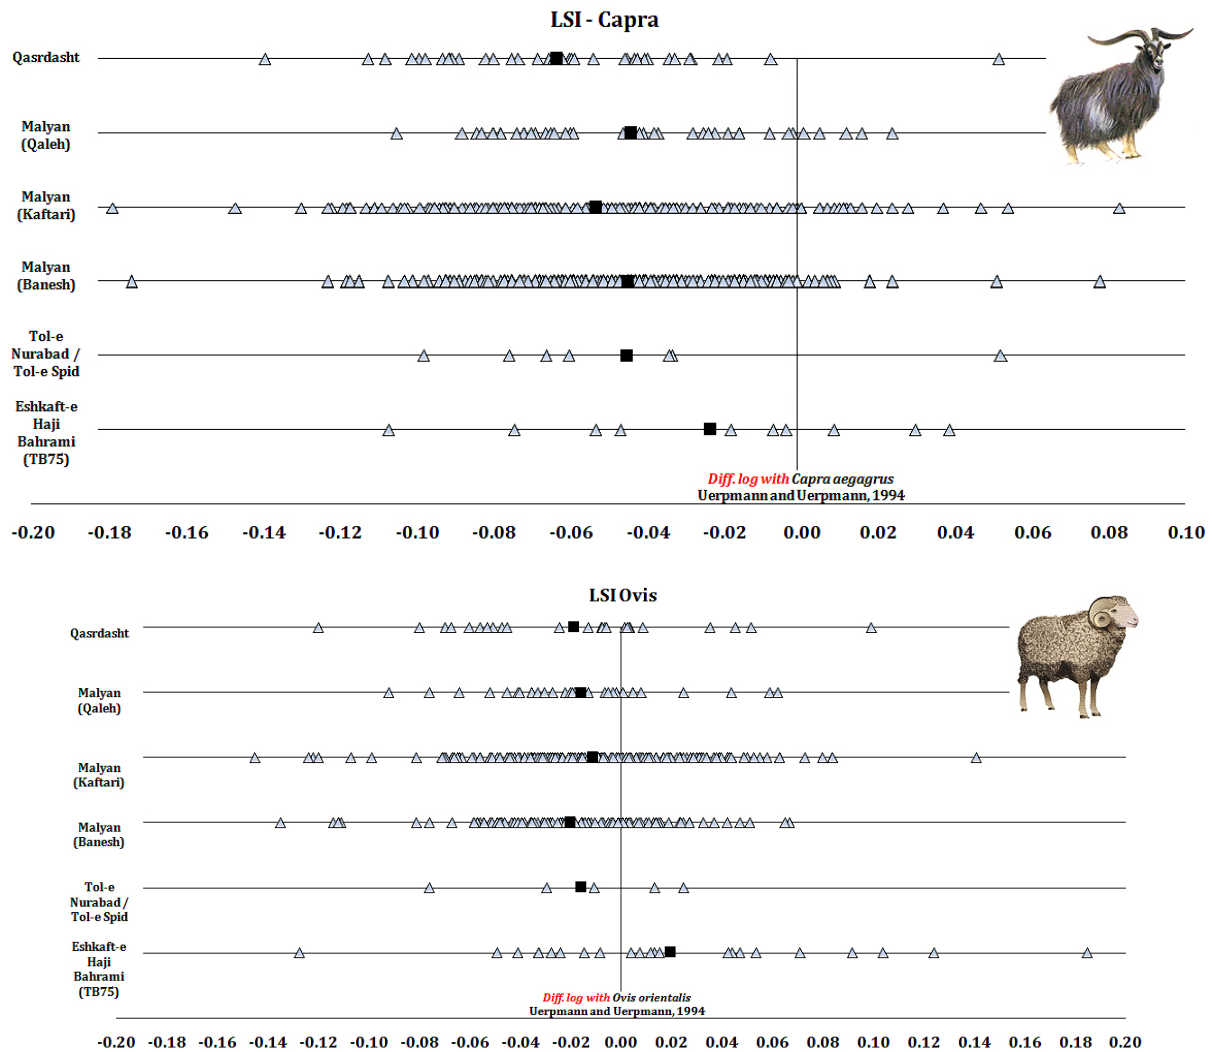 LSI - Capra
Qasrdasht
Malyan
(Qaleh)
Malyan
(Kaftari)
Malyan
(Banesh)
Tol-e
Nurabad /
Tol-e Spid
Eshkaft-e
Haji
Bahrami
(TB75)
Diff. log with Capra aegagrus
Uerpmann and Uerpmann, 1994
-0.20 -0.18 -0.16 -0.14 -0.12 -0.10 -0.08 -0.06 -0.04 -0.02 0.00 0.02 0.04 0.06 0.08 0.10
LSI Ovis
Qasrdasht
Malyan
(Qaleh)
Malyan
(Kaftari)
Malyan
(Banesh)
Tol-e
Nurabad /
Tol-e Spid
Eshkaft-e
Haji
Bahrami
(TB75)
Diff. log with Ovis orientalis
Uerpmann and Uerpmann, 1994
-0.20 -0.18 -0.16 -0.14 -0.12 -0.10 -0.08 -0.06 -0.04 -0.02 0.00 0.02 0.04 0.06 0.08 0.10 0.12 0.14 0.16 0.18 0.20